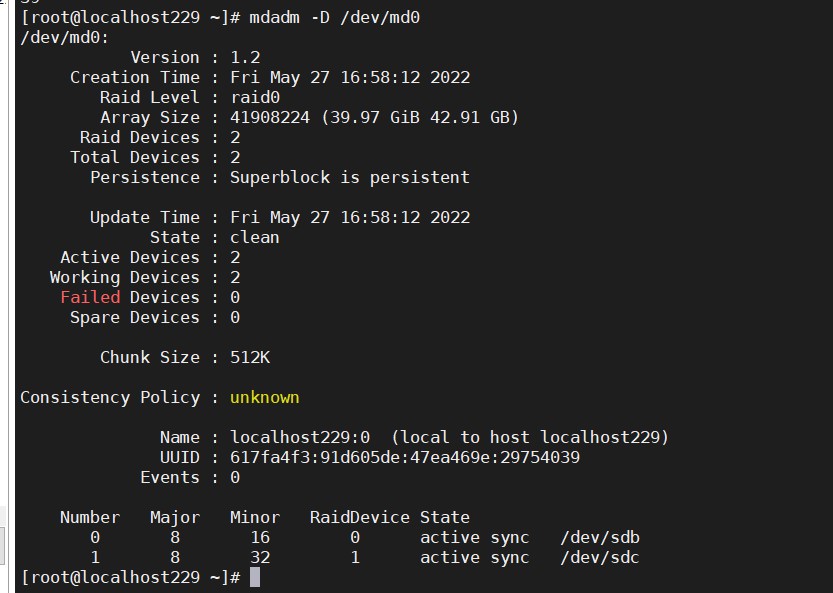 [root@localhost229 ~]# mdadm -D /dev/md0
/dev/md0:
           Version : 1.2
     Creation Time : Fri May 27 16:58:12 2022
        Raid Level : raid0
        Array Size : 41908224 (39.97 GiB 42.91 GB)
      Raid Devices : 2
     Total Devices : 2
       Persistence : Superblock is persistent

       Update Time : Fri May 27 16:58:12 2022
             State : clean
    Active Devices : 2
   Working Devices : 2
    Failed Devices : 0
     Spare Devices : 0

        Chunk Size : 512K

Consistency Policy : unknown

              Name : localhost229:0  (local to host localhost229)
              UUID : 617fa4f3:91d605de:47ea469e:29754039
            Events : 0

    Number   Major   Minor   RaidDevice State
       0       8       16        0      active sync   /dev/sdb
       1       8       32        1      active sync   /dev/sdc
[root@localhost229 ~]#